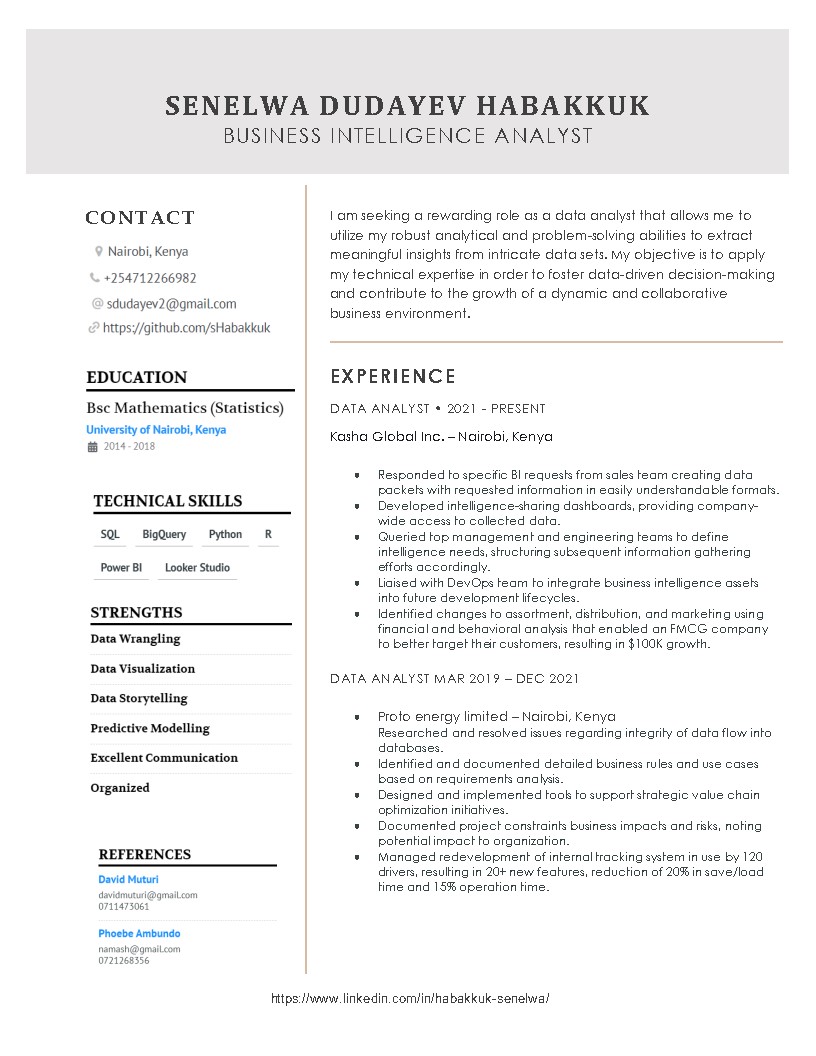 SENELWA DUDAYEV HABAKKUK
BUSINESS INTELLIGENCE ANALYST
CONTACT
Nairobi, Kenya
+254712266982
sdudayev2@gmail.com
https://github.com/sHabakkuk
EDUCATION
Bsc Mathematics (Statistics)
University of Nairobi, Kenya
2014 - 2018
TECHNICAL SKILLS
SQL BigQuery Python R
Power BI Looker Studio
STRENGTHS
Data Wrangling
Data Visualization
Data Storytelling
Predictive Modelling
Excellent Communication
Organized
REFERENCES
David Muturi
davidmuturi@gmail.com
0711473061
Phoebe Ambundo
namash@gmail.com
0721268356
I am seeking a rewarding role as a data analyst that allows me to
utilize my robust analytical and problem-solving abilities to extract
meaningful insights from intricate data sets. My objective is to apply
my technical expertise in order to foster data-driven decision-making
and contribute to the growth of a dynamic and collaborative
business environment.
EXPERIENCE
DATA ANALYST • 2021 - PRESENT
Kasha Global Inc. – Nairobi, Kenya
• Responded to specific BI requests from sales team creating data
packets with requested information in easily understandable formats.
• Developed intelligence-sharing dashboards, providing company-
wide access to collected data.
• Queried top management and engineering teams to define
intelligence needs, structuring subsequent information gathering
efforts accordingly.
• Liaised with DevOps team to integrate business intelligence assets
into future development lifecycles.
• Identified changes to assortment, distribution, and marketing using
financial and behavioral analysis that enabled an FMCG company
to better target their customers, resulting in $100K growth.
DATA ANALYST MAR 2019 – DEC 2021
• Proto energy limited – Nairobi, Kenya
Researched and resolved issues regarding integrity of data flow into
databases.
• Identified and documented detailed business rules and use cases
based on requirements analysis.
• Designed and implemented tools to support strategic value chain
optimization initiatives.
• Documented project constraints business impacts and risks, noting
potential impact to organization.
• Managed redevelopment of internal tracking system in use by 120
drivers, resulting in 20+ new features, reduction of 20% in save/load
time and 15% operation time.
https://www.linkedin.com/in/habakkuk-senelwa/